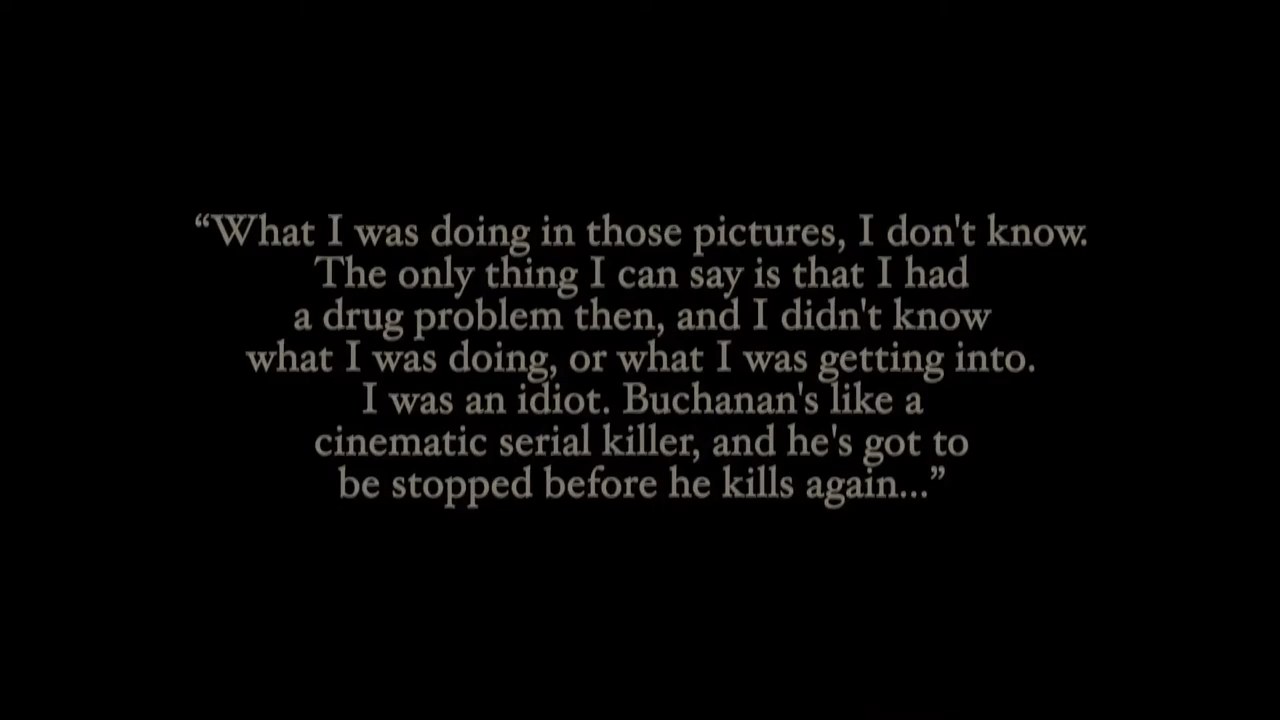 “What I was doing in those pictures, I don't know.
The only thing I can say is that I had
a drug problem then, and I didn't know
what I was doing, or what I was getting into.
I was an idiot. Buchanan's like a
cinematic serial killer, and he's got to
be stopped before he kills again...”